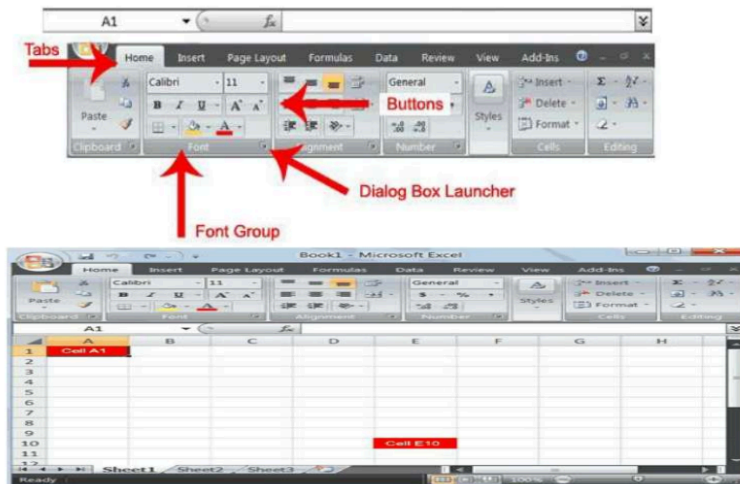 A1 fx
Tabs
Home Insert Page Layout Formulas Data Review View Add-Ins
Calibri 11 General Insert Σ
B I U A A Buttons Delete
Paste A Styles Format
Clipboard Font Alignment Number Cells Editing
Dialog Box Launcher
Font Group
Book1 - Microsoft Excel
Home Insert Page Layout Formulas Data Review View Add-Ins
Calibri 11 General Insert Σ
Paste B I U A A $ % , Styles Delete
A Format
Clipboard Font Alignment Number Cells Editing
A1 fx
A B C D E F G H
1 Cell A1
2
3
4
5
6
7
8
9
10 Cell E10
11
12
Sheet1 Sheet2 Sheet3
Ready 100%